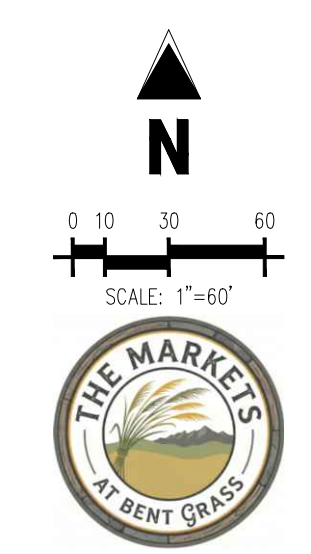 N
0 10 30 60
SCALE: 1"=60'
THE MARKETS
AT BENT GRASS